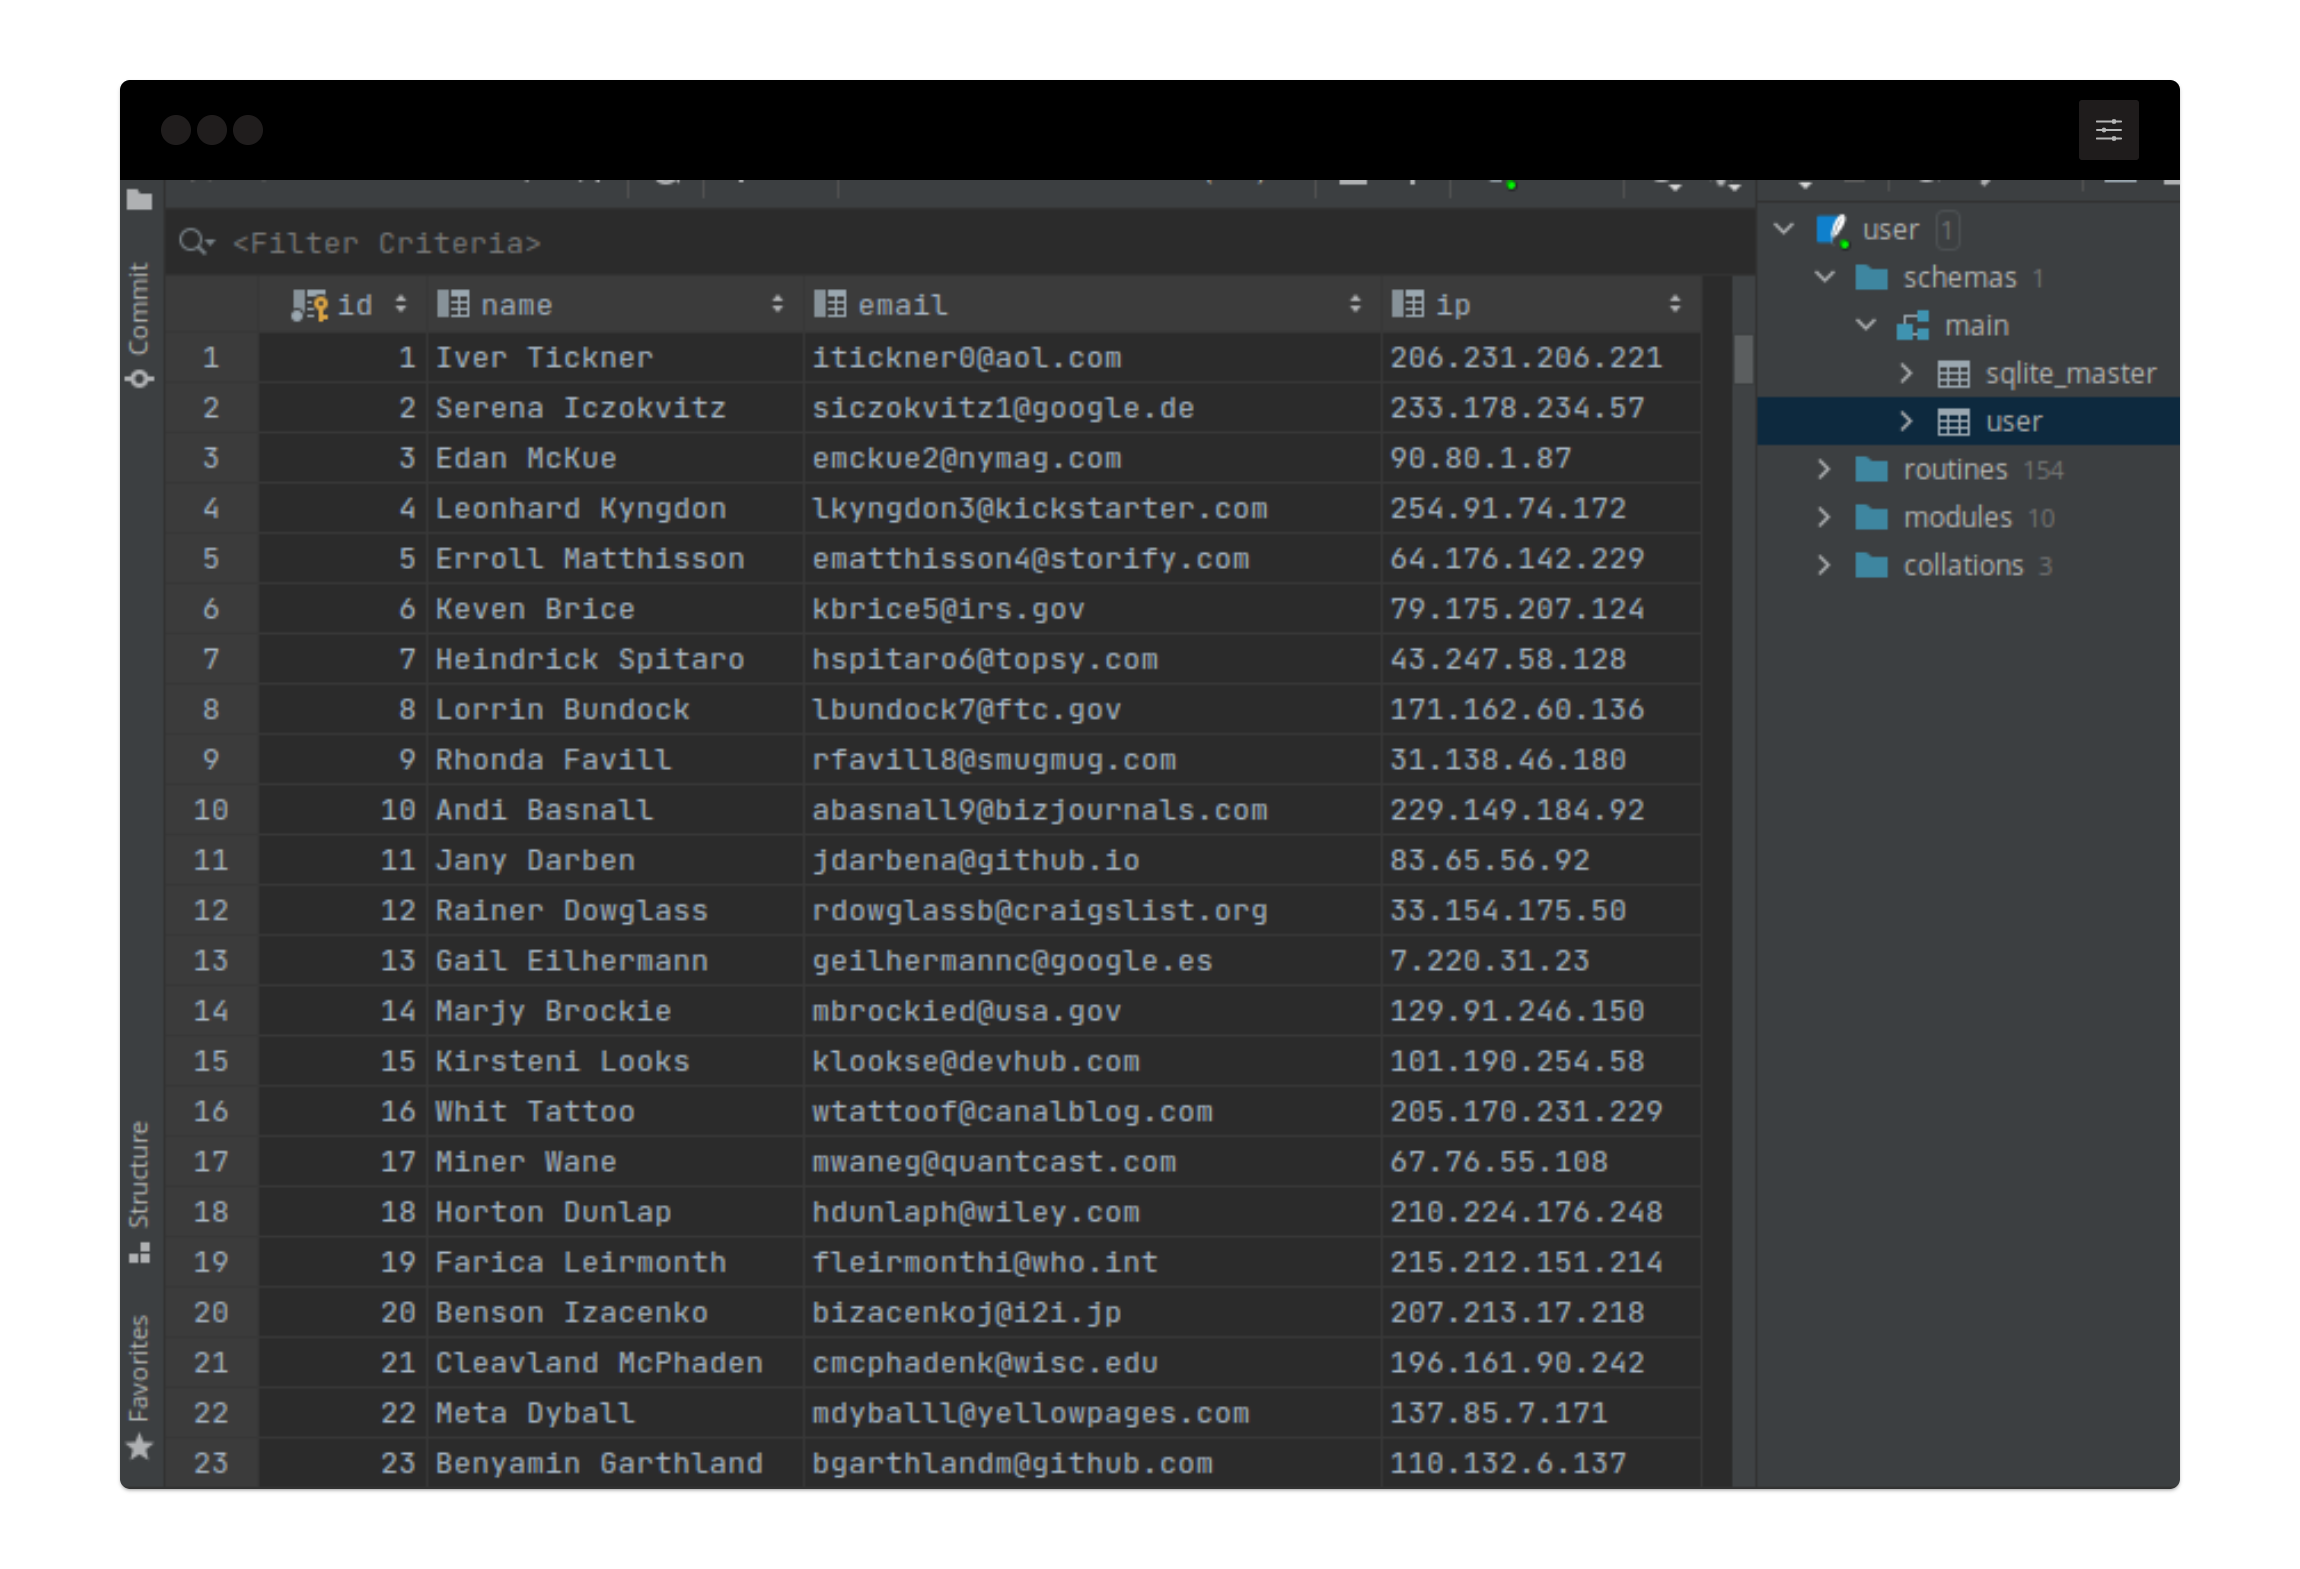 <Filter Criteria>
id name email ip
1 1 Iver Tickner itickner0@aol.com 206.231.206.221
2 2 Serena Iczokvitz siczokvitz1@google.de 233.178.234.57
3 3 Edan McKue emckue2@nymag.com 90.80.1.87
4 4 Leonhard Kyngdon lkyngdon3@kickstarter.com 254.91.74.172
5 5 Erroll Matthisson ematthisson4@storify.com 64.176.142.229
6 6 Keven Brice kbrice5@irs.gov 79.175.207.124
7 7 Heindrick Spitaro hspitaro6@topsy.com 43.247.58.128
8 8 Lorrin Bundock lbundock7@ftc.gov 171.162.60.136
9 9 Rhonda Favill rfavill8@smugmug.com 31.138.46.180
10 10 Andi Basnall abasnall9@bizjournals.com 229.149.184.92
11 11 Jany Darben jdarbena@github.io 83.65.56.92
12 12 Rainer Dowglass rdowglassb@craigslist.org 33.154.175.50
13 13 Gail Eilhermann geilhermannc@google.es 7.220.31.23
14 14 Marjy Brockie mbrockied@usa.gov 129.91.246.150
15 15 Kirsteni Looks klookse@devhub.com 101.190.254.58
16 16 Whit Tattoo wtattoof@canalblog.com 205.170.231.229
17 17 Miner Wane mwaneg@quantcast.com 67.76.55.108
18 18 Horton Dunlap hdunlaph@wiley.com 210.224.176.248
19 19 Farica Leirmonth fleirmonthi@who.int 215.212.151.214
20 20 Benson Izacenko bizacenkoj@i2i.jp 207.213.17.218
21 21 Cleavland McPhaden cmcphadenk@wisc.edu 196.161.90.242
22 22 Meta Dyball mdyballl@yellowpages.com 137.85.7.171
23 23 Benyamin Garthland bgarthlandm@github.com 110.132.6.137
Commit
Structure
Favorites
user 1
schemas 1
main
sqlite_master
user
routines 154
modules 10
collations 3